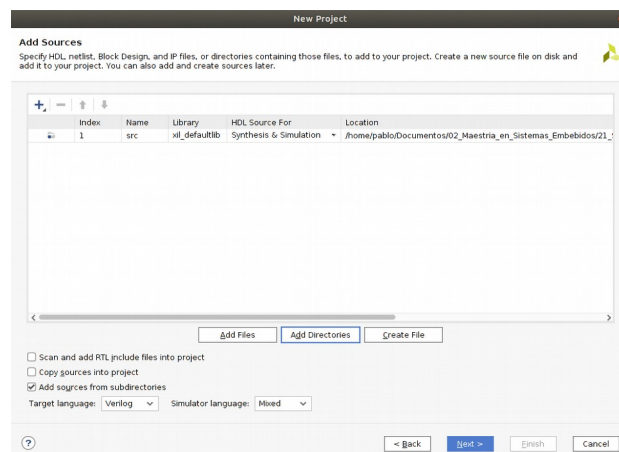 New Project
Add Sources
Specify HDL, netlist, Block Design, and IP files, or directories containing those files, to add to your project. Create a new source file on disk and
add it to your project. You can also add and create sources later.
Index Name Library HDL Source For Location
1 src xil_defaultlib Synthesis & Simulation /home/pablo/Documentos/02_Maestria_en_Sistemas_Embebidos/21_
Add Files Add Directories Create File
Scan and add RTL include files into project
Copy sources into project
Add sources from subdirectories
Target language: Verilog Simulator language: Mixed
? < Back Next > Finish Cancel